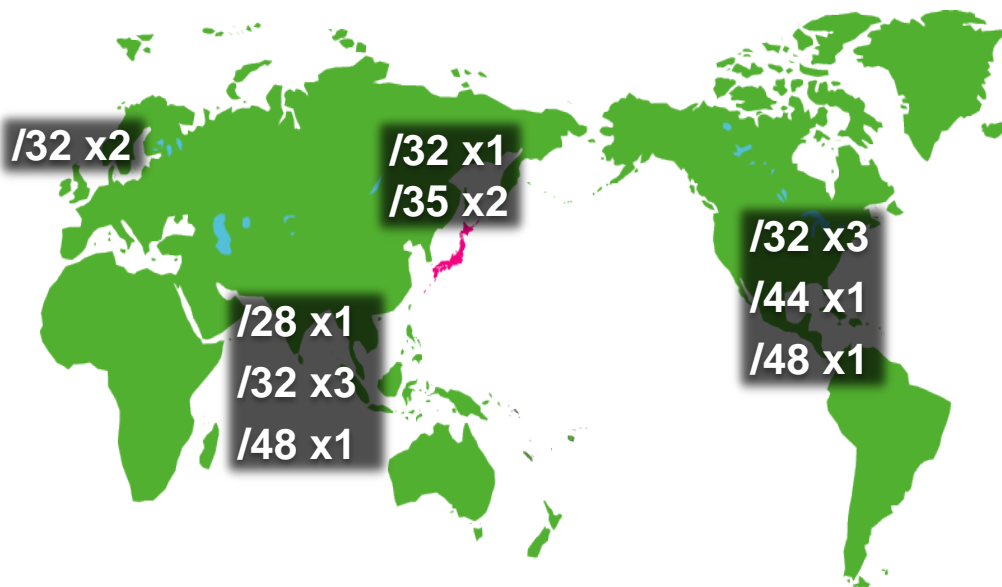 /32 x2
/32 x1
/35 x2
/28 x1
/32 x3
/48 x1
/32 x3
/44 x1
/48 x1